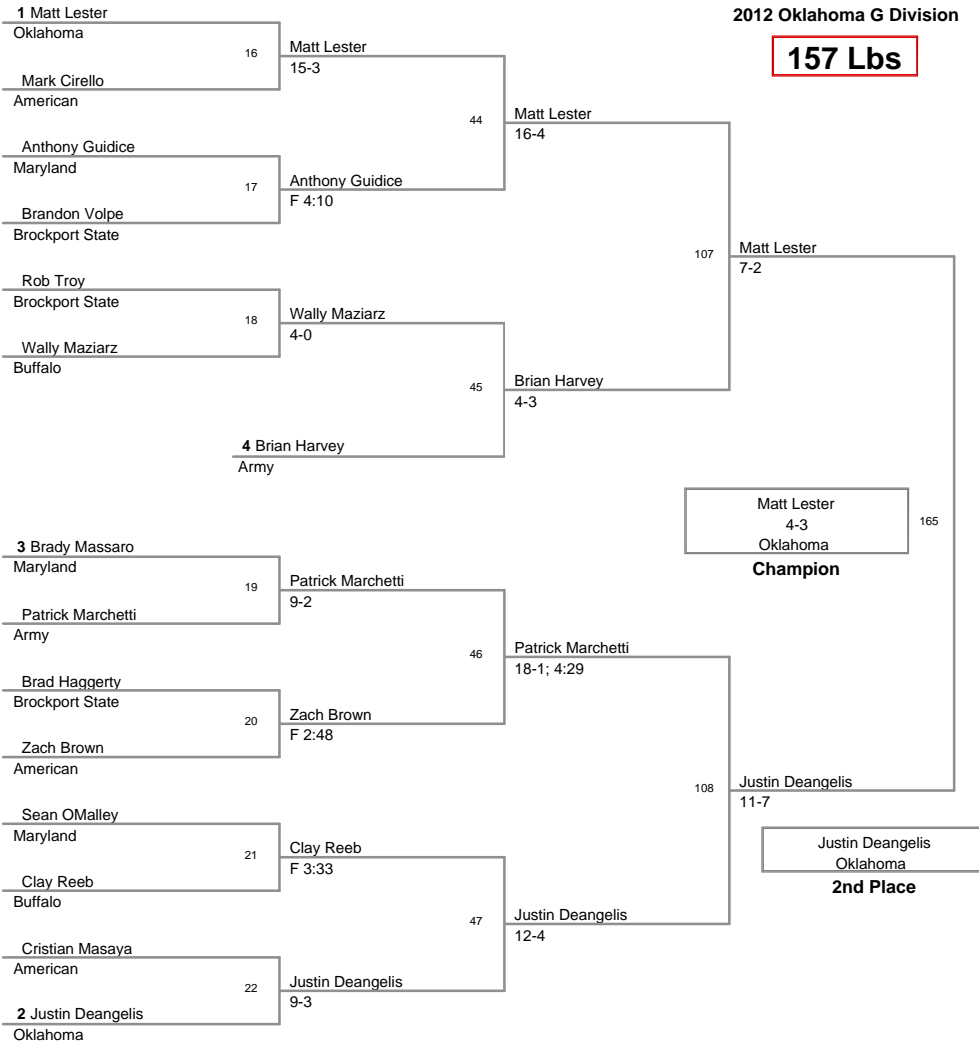 1 Matt Lester
Oklahoma
2012 Oklahoma G Division
157 Lbs
16
Matt Lester
15-3
Mark Cirello
American
44
Matt Lester
16-4
Anthony Guidice
Maryland
17
Anthony Guidice
F 4:10
Brandon Volpe
Brockport State
107
Matt Lester
7-2
Rob Troy
Brockport State
18
Wally Maziarz
4-0
Wally Maziarz
Buffalo
45
Brian Harvey
4-3
4 Brian Harvey
Army
Matt Lester
4-3
Oklahoma
Champion
165
3 Brady Massaro
Maryland
19
Patrick Marchetti
9-2
Patrick Marchetti
Army
46
Patrick Marchetti
18-1; 4:29
Brad Haggerty
Brockport State
20
Zach Brown
F 2:48
Zach Brown
American
108
Justin Deangelis
11-7
Sean OMalley
Maryland
21
Clay Reeb
F 3:33
Clay Reeb
Buffalo
Justin Deangelis
Oklahoma
2nd Place
47
Justin Deangelis
12-4
Cristian Masaya
American
22
Justin Deangelis
9-3
2 Justin Deangelis
Oklahoma